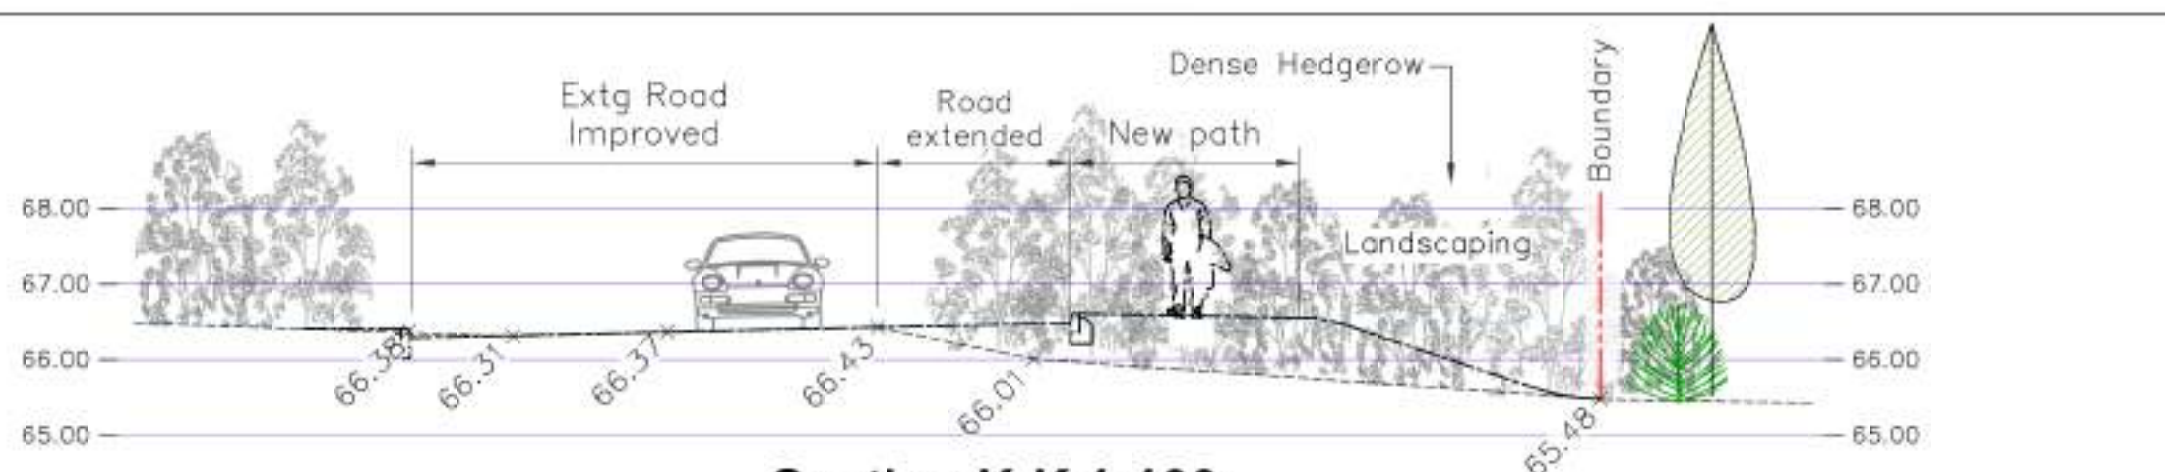 Dense Hedgerow
Boundary
Extg Road
Improved
Road
extended
New path
68.00
68.00
Landscaping
67.00
67.00
66.00
66.00
66.38
66.31
66.37
66.43
66.01
65.48
65.00
65.00